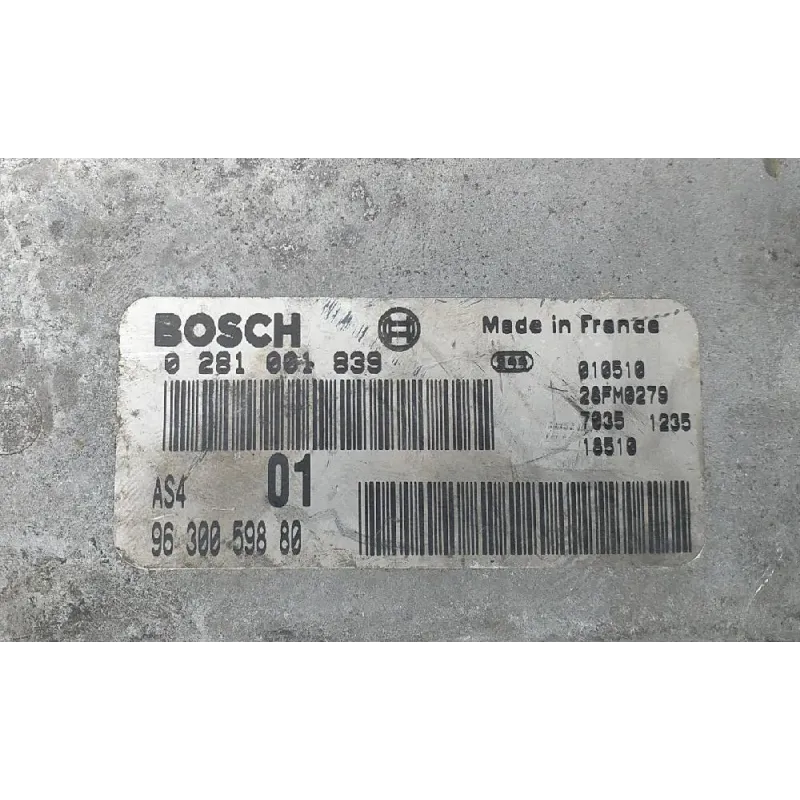 BOSCH
Made in France
0 281 001 839
010510
28FM0279
7035 1235
18510
AS4 01
96 300 598 80